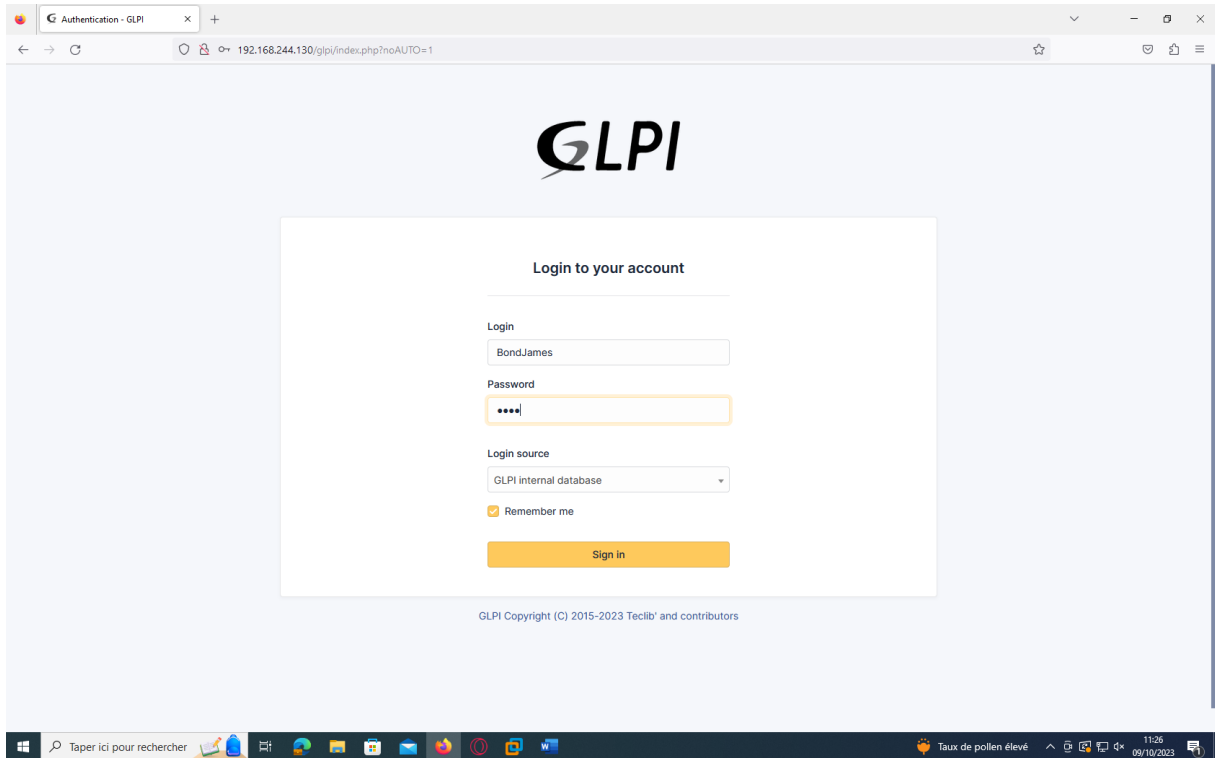 Authentication - GLPI
192.168.244.130/glpi/index.php?noAUTO=1
GLPI
Login to your account
Login
BondJames
Password
••••
Login source
GLPI internal database
Remember me
Sign in
GLPI Copyright (C) 2015-2023 Teclib' and contributors
Taper ici pour rechercher
Taux de pollen élevé
11:26
09/10/2023